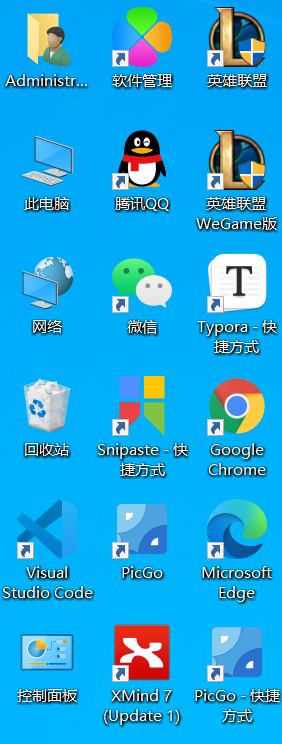 Administr...
软件管理
英雄联盟
此电脑
腾讯QQ
英雄联盟
WeGame版
网络
微信
T
Typora - 快
捷方式
回收站
Snipaste - 快
捷方式
Google
Chrome
Visual
Studio Code
PicGo
Microsoft
Edge
控制面板
XMind 7
(Update 1)
PicGo - 快捷
方式